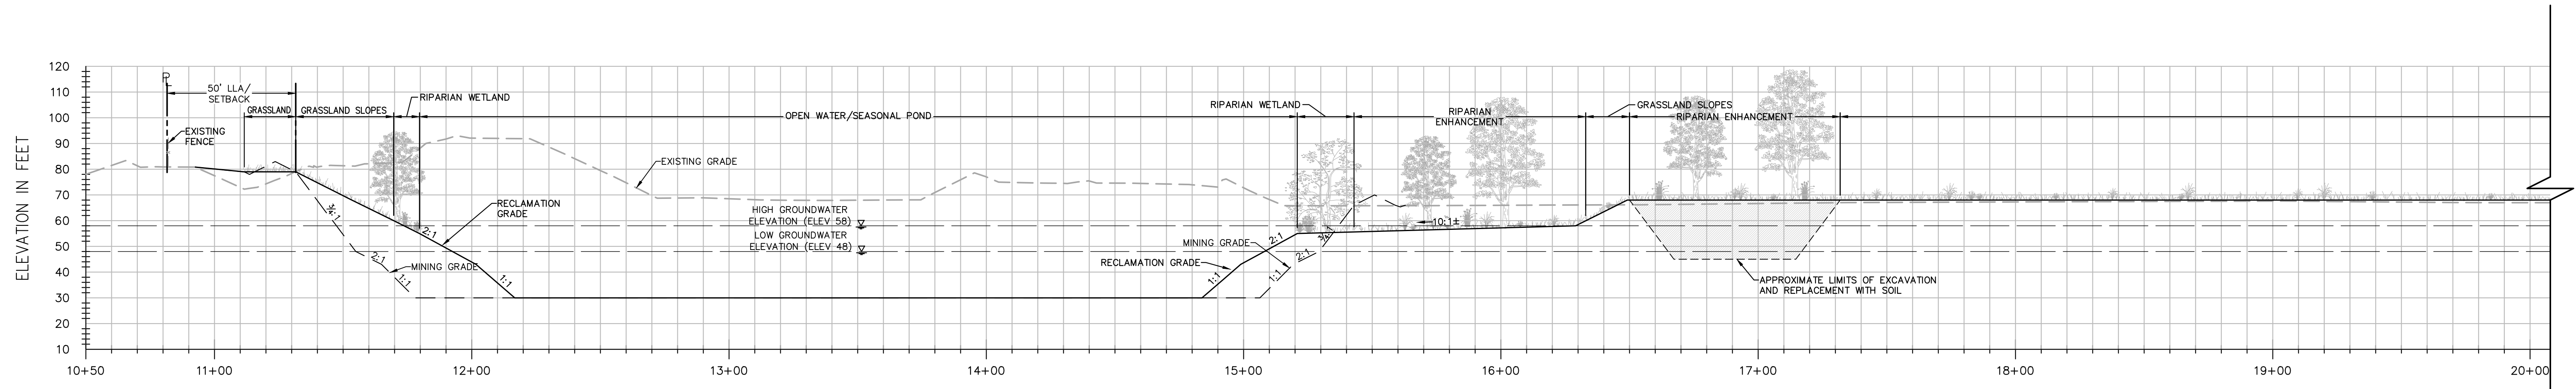 ELEVATION IN FEET
120
110
100
90
80
70
60
50
40
30
20
10
PL
50' LLA/
SETBACK
GRASSLAND
GRASSLAND SLOPES
RIPARIAN WETLAND
EXISTING
FENCE
OPEN WATER/SEASONAL POND
EXISTING GRADE
RECLAMATION
GRADE
3/4:1
2:1
1:1
MINING GRADE
2:1
1:1
HIGH GROUNDWATER
ELEVATION (ELEV 58)
LOW GROUNDWATER
ELEVATION (ELEV 48)
RIPARIAN WETLAND
RIPARIAN
ENHANCEMENT
GRASSLAND SLOPES
RIPARIAN ENHANCEMENT
MINING GRADE
RECLAMATION GRADE
2:1
1:1
3/4:1
2:1
1:1
10:1±
APPROXIMATE LIMITS OF EXCAVATION
AND REPLACEMENT WITH SOIL
10+50
11+00
12+00
13+00
14+00
15+00
16+00
17+00
18+00
19+00
20+00